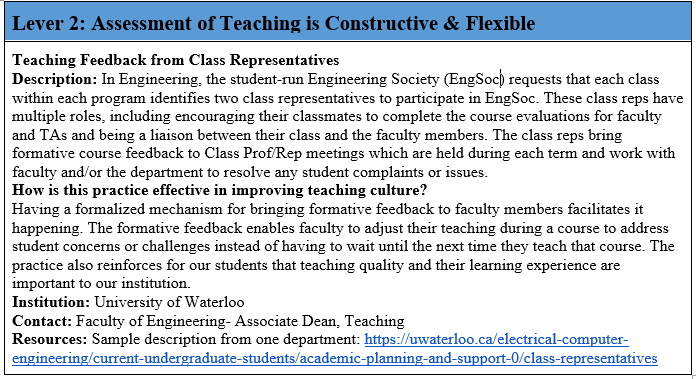 Lever 2: Assessment of Teaching is Constructive & Flexible
Teaching Feedback from Class Representatives
Description: In Engineering, the student-run Engineering Society (EngSoc) requests that each class
within each program identifies two class representatives to participate in EngSoc. These class reps have
multiple roles, including encouraging their classmates to complete the course evaluations for faculty
and TAs and being a liaison between their class and the faculty members. The class reps bring
formative course feedback to Class Prof/Rep meetings which are held during each term and work with
faculty and/or the department to resolve any student complaints or issues.
How is this practice effective in improving teaching culture?
Having a formalized mechanism for bringing formative feedback to faculty members facilitates it
happening. The formative feedback enables faculty to adjust their teaching during a course to address
student concerns or challenges instead of having to wait until the next time they teach that course. The
practice also reinforces for our students that teaching quality and their learning experience are
important to our institution.
Institution: University of Waterloo
Contact: Faculty of Engineering- Associate Dean, Teaching
Resources: Sample description from one department: https://uwaterloo.ca/electrical-computer-
engineering/current-undergraduate-students/academic-planning-and-support-0/class-representatives